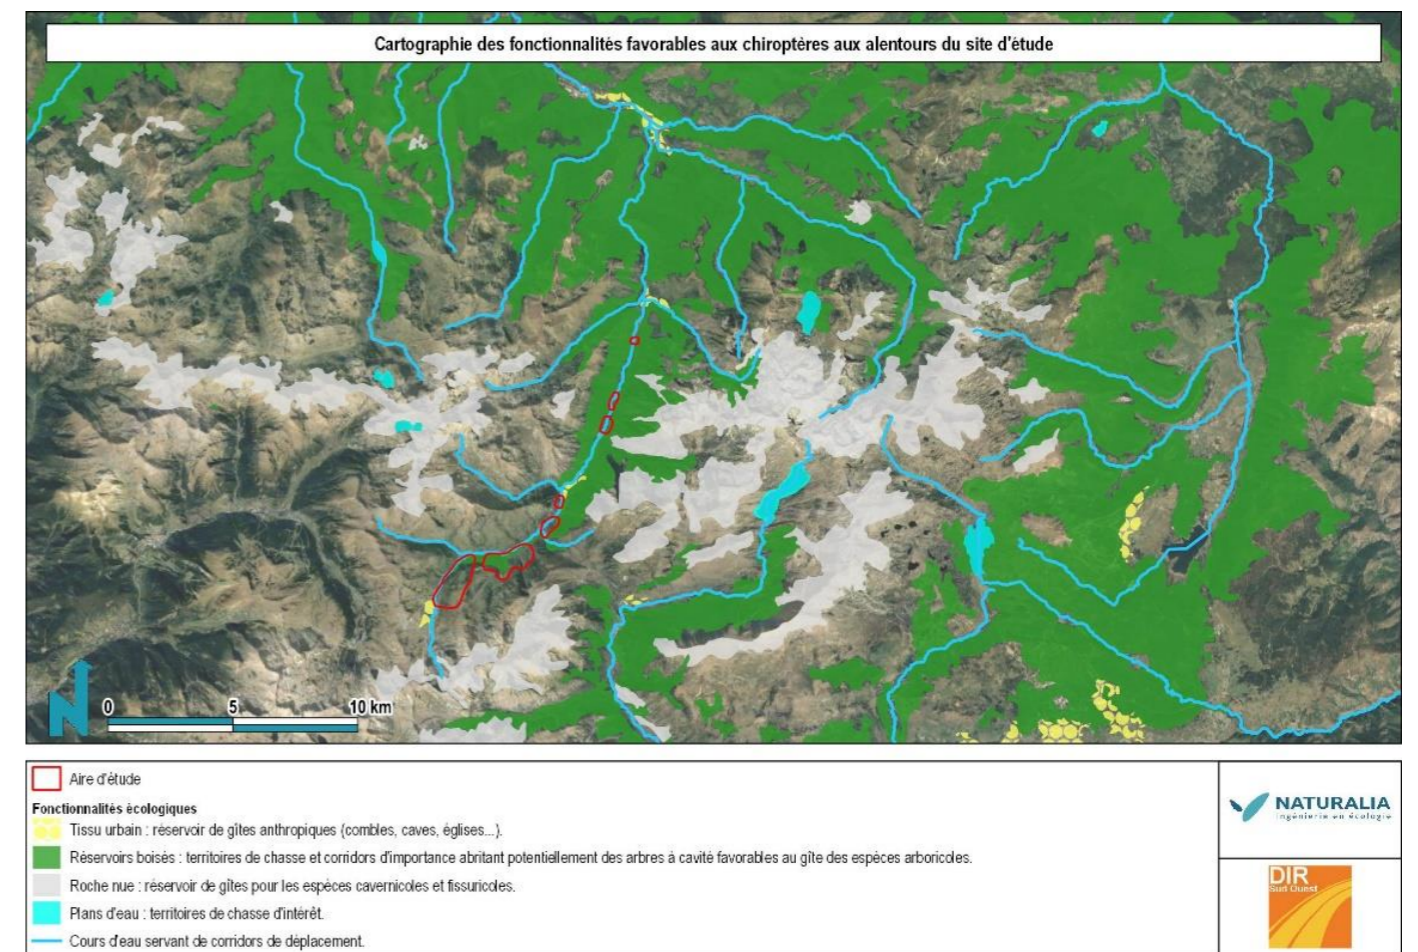 Cartographie des fonctionnalités favorables aux chiroptères aux alentours du site d'étude
N
0 5 10 km
Aire d'étude
Fonctionnalités écologiques
Tissu urbain : réservoir de gîtes anthropiques (combles, caves, églises...).
Réservoirs boisés : territoires de chasse et corridors d'importance abritant potentiellement des arbres à cavité favorables au gîte des espèces arboricoles.
Roche nue : réservoir de gîtes pour les espèces cavernicoles et fissuricoles.
Plans d'eau : territoires de chasse d'intérêt.
Cours d'eau servant de corridors de déplacement.
NATURALIA
Ingénierie en écologie
DIR
Sud Ouest